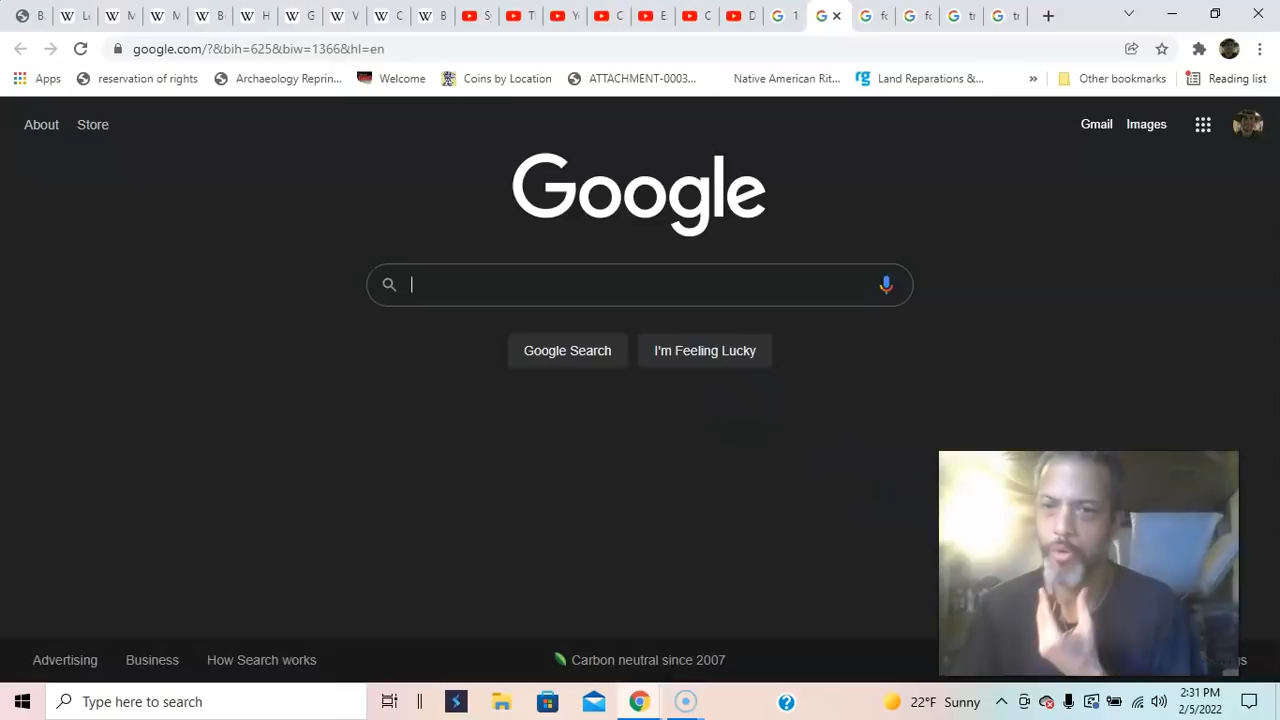 google.com/?&bih=625&biw=1366&hl=en
Apps
reservation of rights
Archaeology Reprin...
Welcome
Coins by Location
ATTACHMENT-0003...
Native American Rit...
Land Reparations &...
»
Other bookmarks
Reading list
About
Store
Gmail
Images
Google
Google Search
I'm Feeling Lucky
Advertising
Business
How Search works
Carbon neutral since 2007
Type here to search
22°F Sunny
2:31 PM
2/5/2022